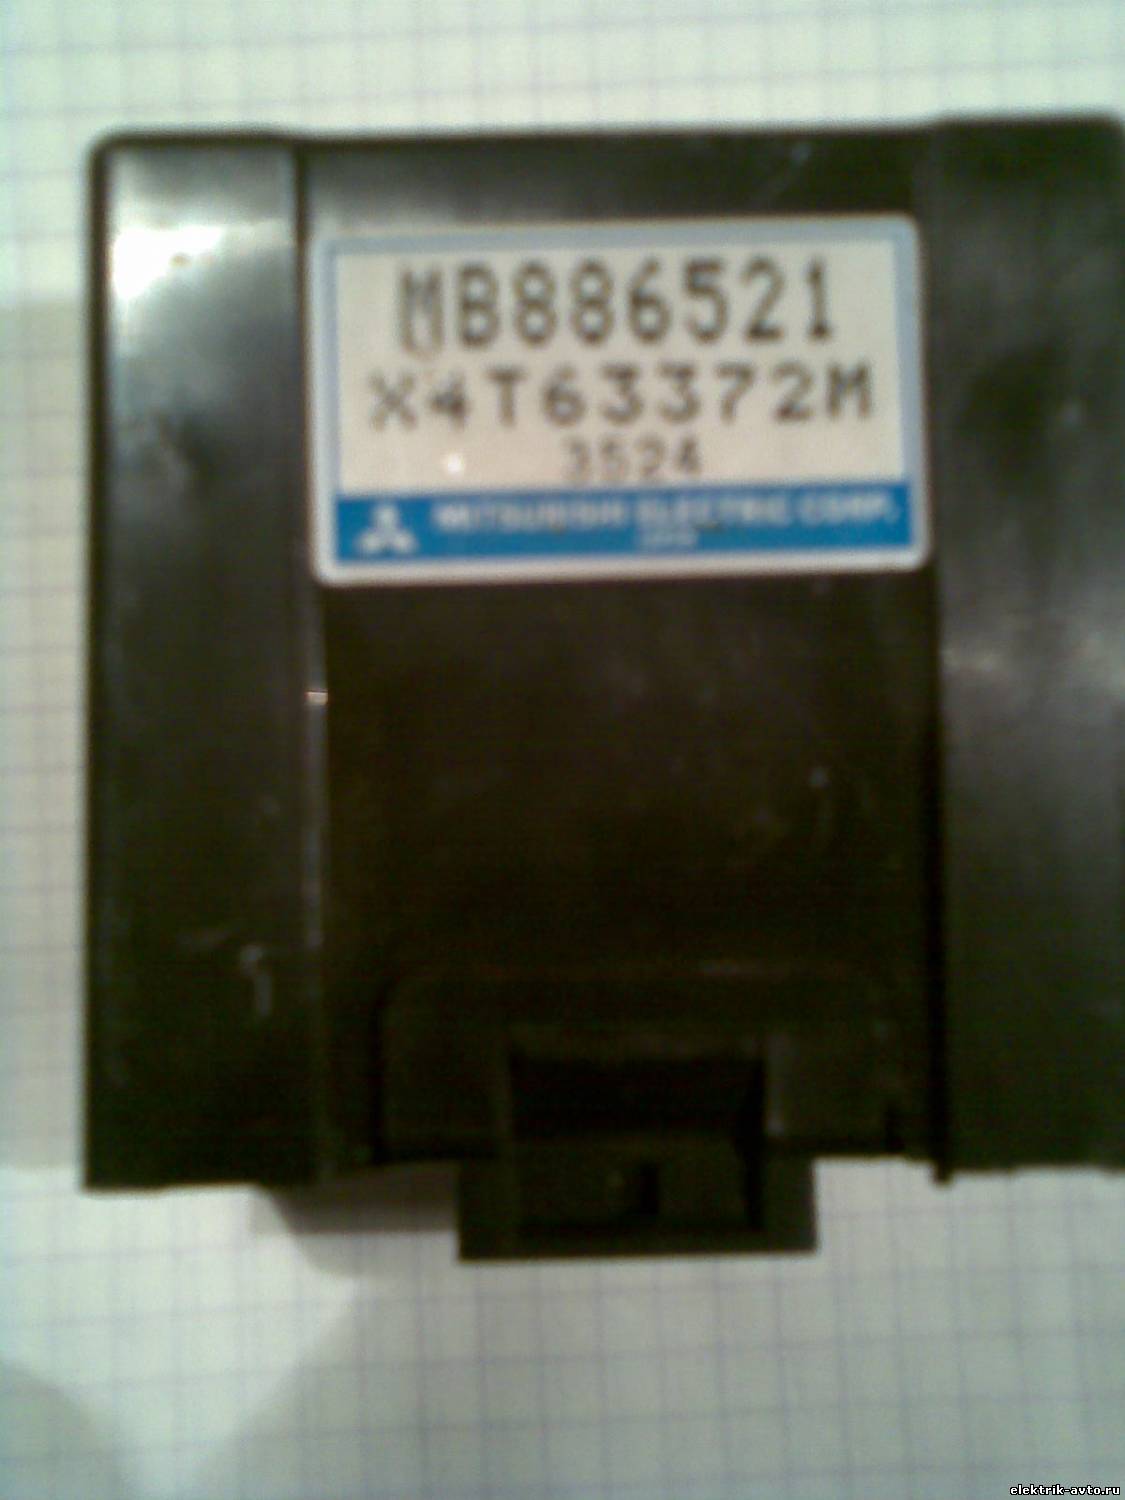 MB886521
X4T63372M
3524
MITSUBISHI ELECTRIC CORP.
elektrik-avto.ru